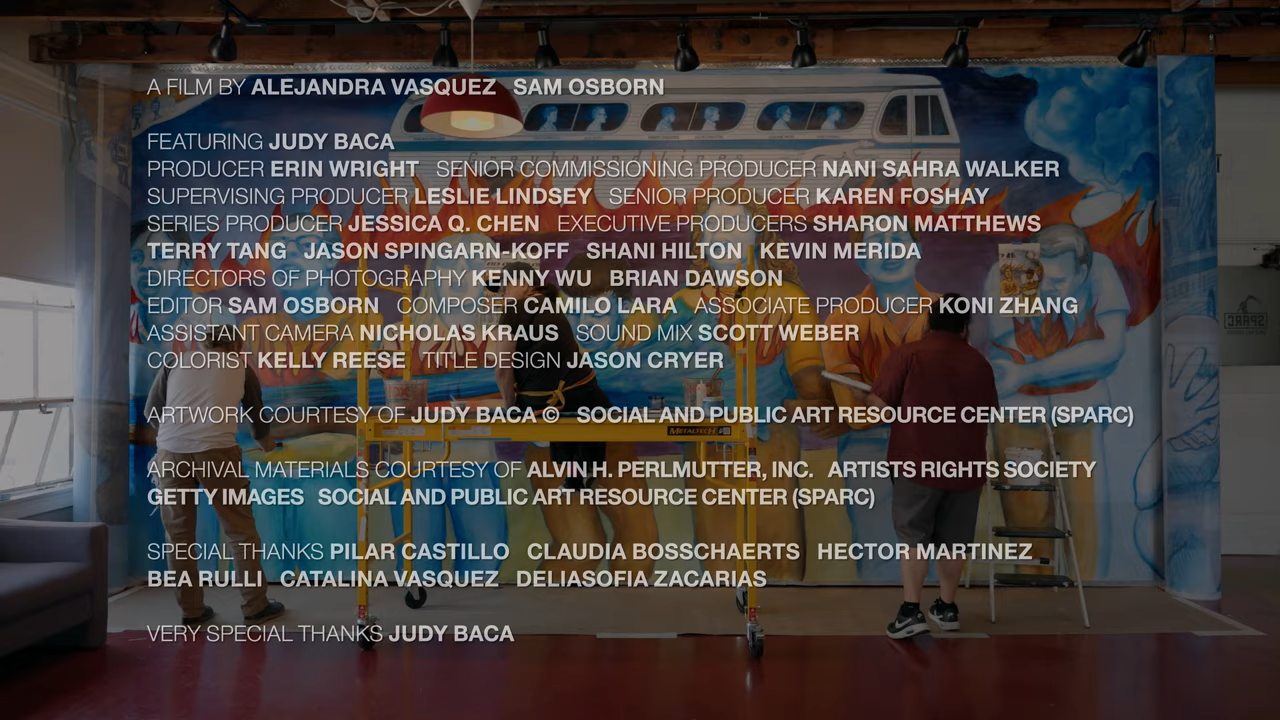 A FILM BY ALEJANDRA VASQUEZ SAM OSBORN
FEATURING JUDY BACA
PRODUCER ERIN WRIGHT SENIOR COMMISSIONING PRODUCER NANI SAHRA WALKER
SUPERVISING PRODUCER LESLIE LINDSEY SENIOR PRODUCER KAREN FOSHAY
SERIES PRODUCER JESSICA Q. CHEN EXECUTIVE PRODUCERS SHARON MATTHEWS
TERRY TANG JASON SPINGARN-KOFF SHANI HILTON KEVIN MERIDA
DIRECTORS OF PHOTOGRAPHY KENNY WU BRIAN DAWSON
EDITOR SAM OSBORN COMPOSER CAMILO LARA ASSOCIATE PRODUCER KONI ZHANG
ASSISTANT CAMERA NICHOLAS KRAUS SOUND MIX SCOTT WEBER
COLORIST KELLY REESE TITLE DESIGN JASON CRYER
ARTWORK COURTESY OF JUDY BACA © SOCIAL AND PUBLIC ART RESOURCE CENTER (SPARC)
METALTECH
ARCHIVAL MATERIALS COURTESY OF ALVIN H. PERLMUTTER, INC. ARTISTS RIGHTS SOCIETY
GETTY IMAGES SOCIAL AND PUBLIC ART RESOURCE CENTER (SPARC)
SPECIAL THANKS PILAR CASTILLO CLAUDIA BOSSCHAERTS HECTOR MARTINEZ
BEA RULLI CATALINA VASQUEZ DELIASOFIA ZACARIAS
VERY SPECIAL THANKS JUDY BACA
SPARC